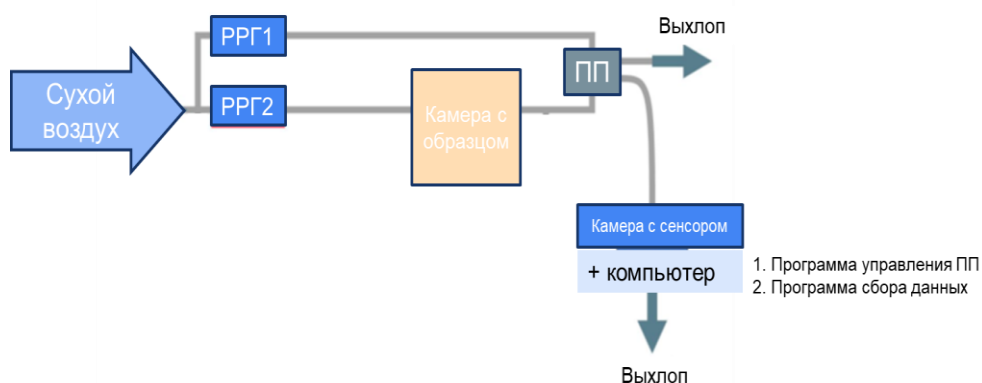 Выхлоп
РРГ1
ПП
Сухой
воздух
РРГ2
Камера с
образцом
Камера с сенсором
+ компьютер
1. Программа управления ПП
2. Программа сбора данных
Выхлоп